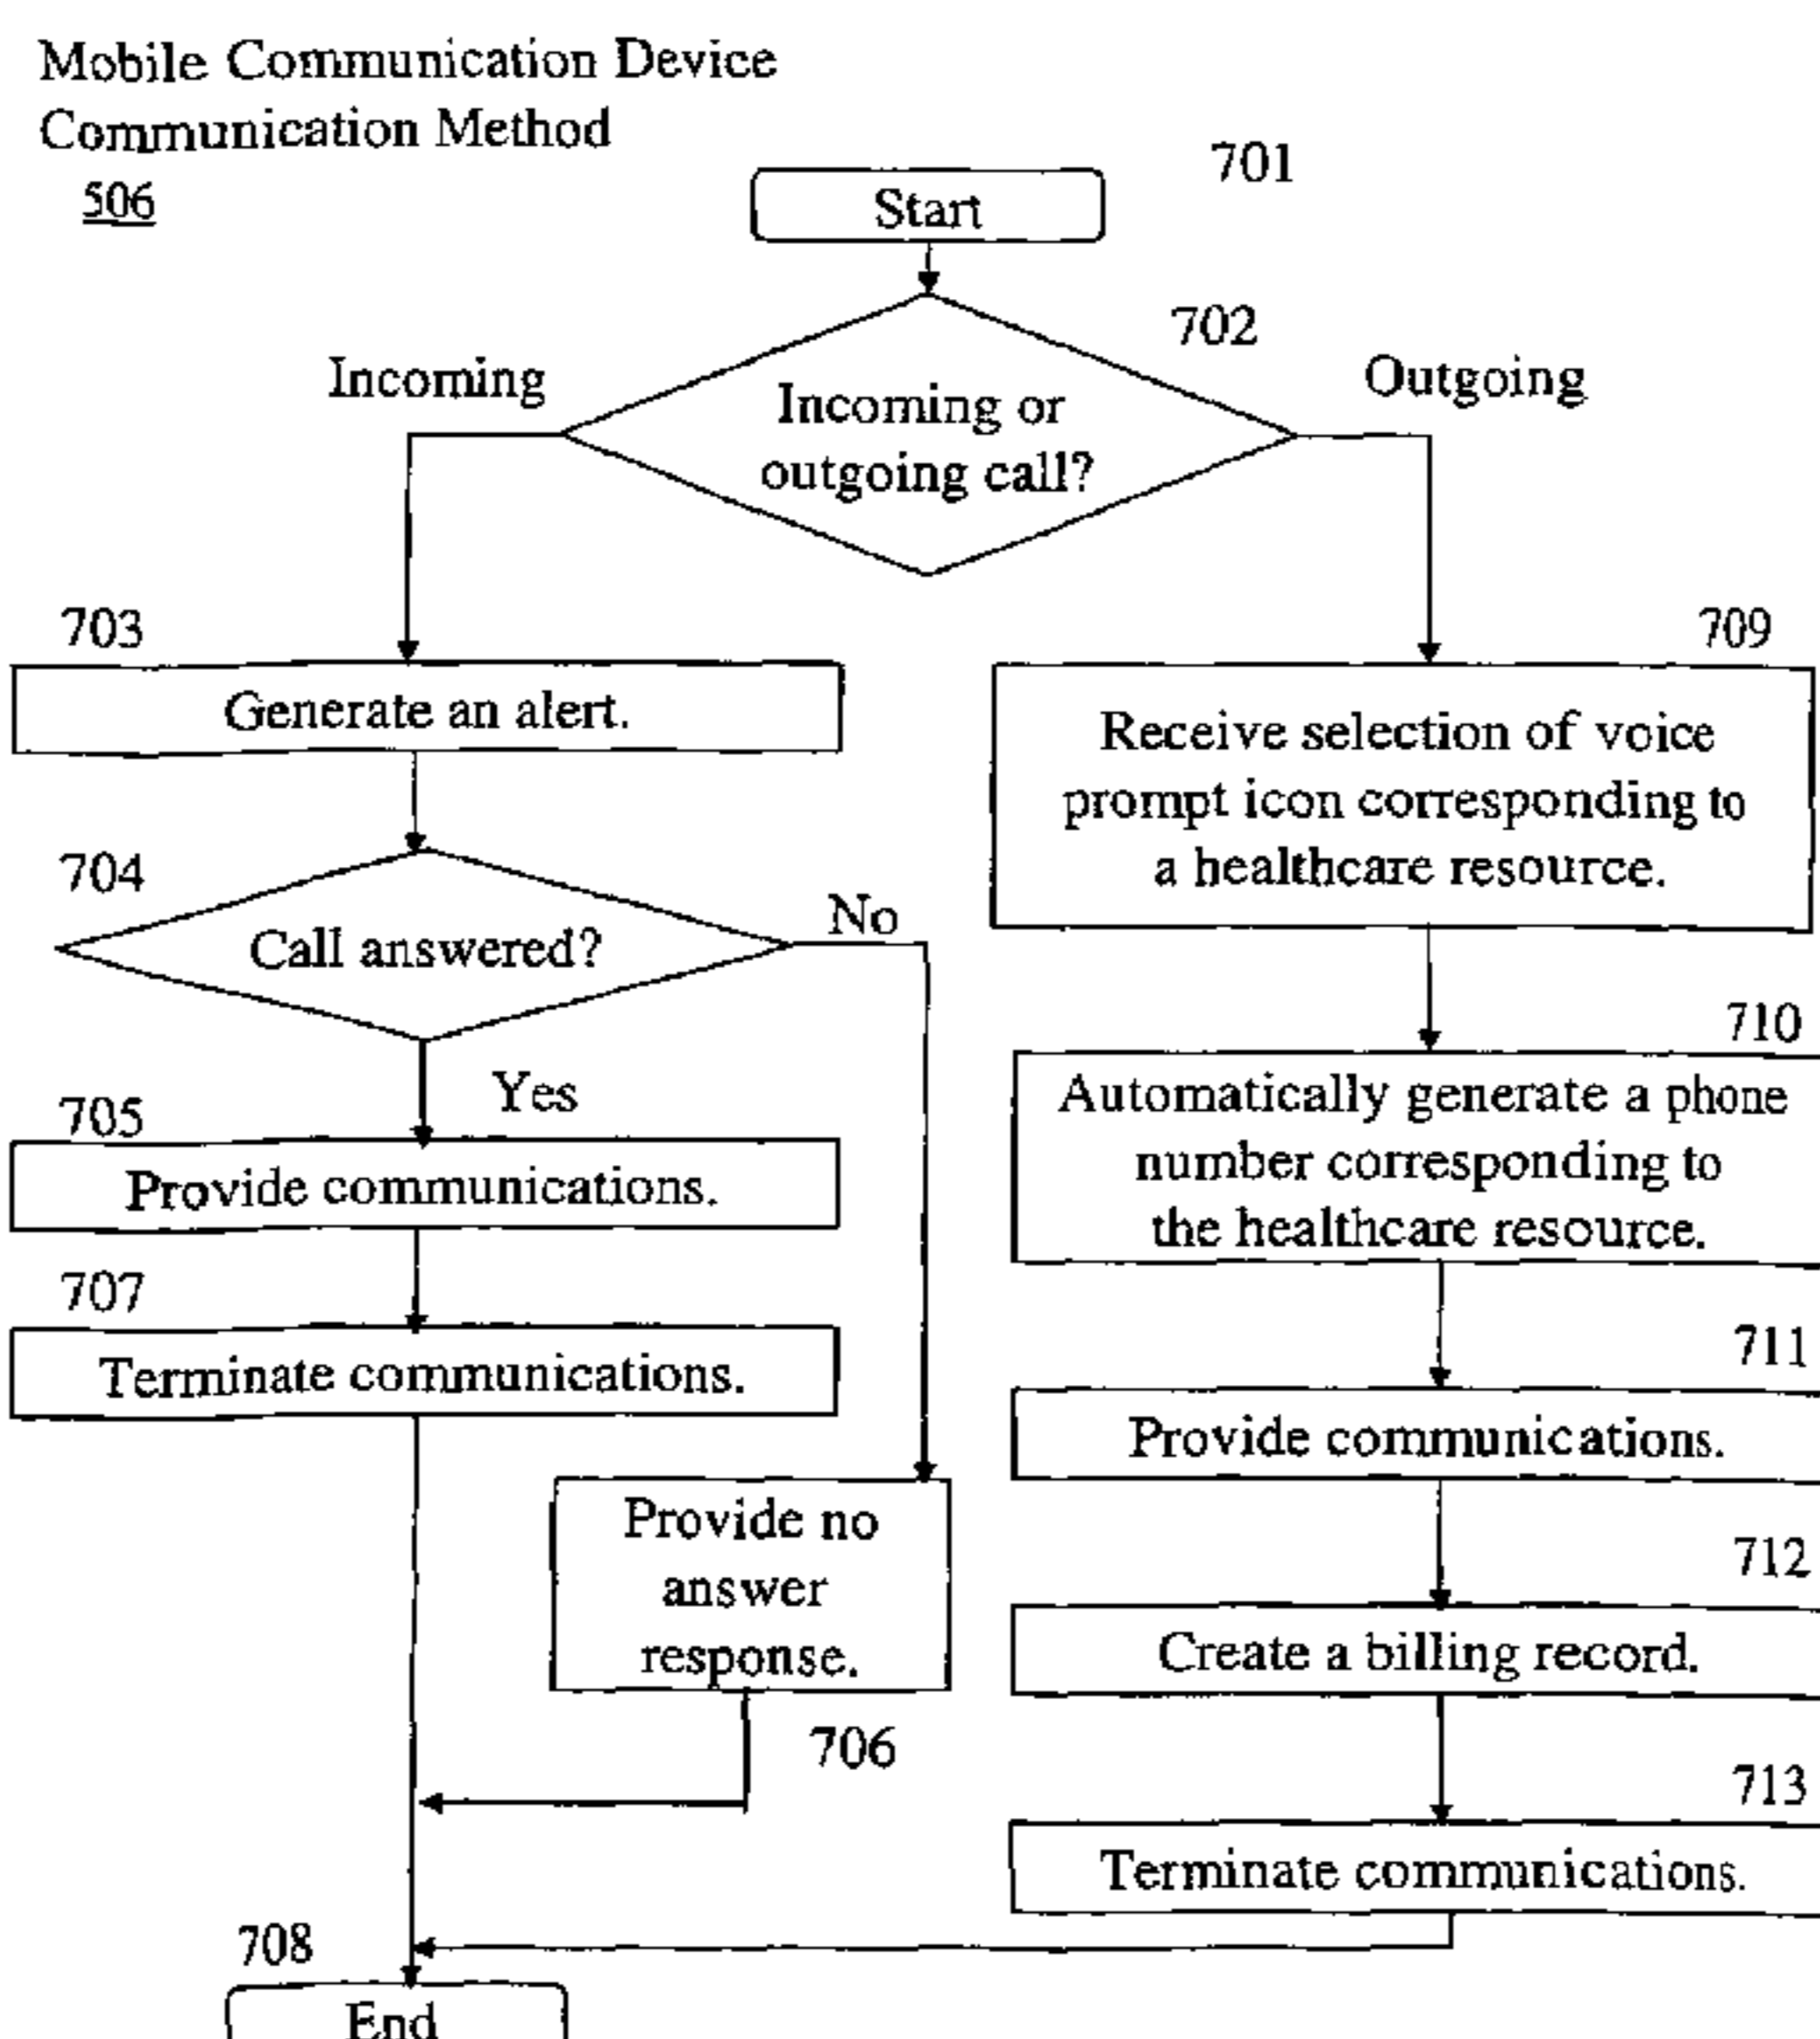 Mobile Communication Device
Communication Method
506
701
Start
702
Incoming
Incoming or
outgoing call?
Outgoing
703
Generate an alert.
704
Call answered?
No
Yes
705
Provide communications.
707
Terminate communications.
Provide no
answer
response.
706
709
Receive selection of voice
prompt icon corresponding to
a healthcare resource.
710
Automatically generate a phone
number corresponding to
the healthcare resource.
711
Provide communications.
712
Create a billing record.
713
Terminate communications.
708
End